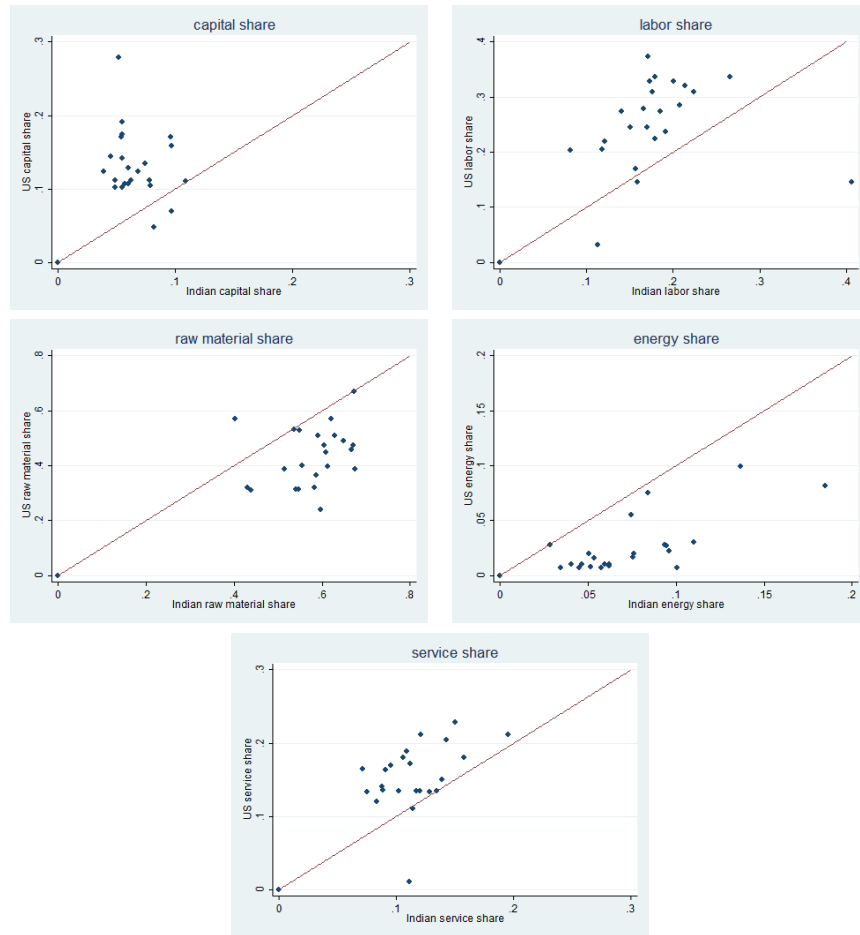 capital share
US capital share
0 .1 .2 .3
0 .1 .2 .3
Indian capital share
labor share
US labor share
0 .1 .2 .3 .4
0 .1 .2 .3 .4
Indian labor share
raw material share
US raw material share
0 .2 .4 .6 .8
0 .2 .4 .6 .8
Indian raw material share
energy share
US energy share
0 .05 .1 .15 .2
0 .05 .1 .15 .2
Indian energy share
service share
US service share
0 .1 .2 .3
0 .1 .2 .3
Indian service share